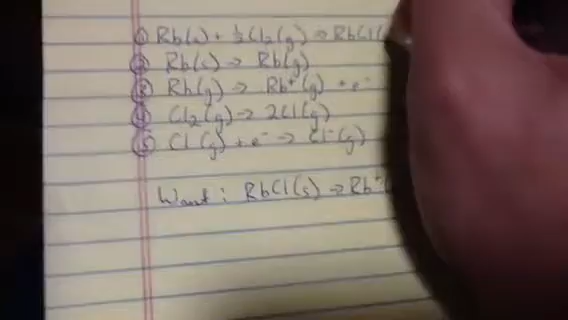 ① Rb(s) + ½Cl₂(g) → RbCl(
② Rb(s) → Rb(g)
③ Rb(g) → Rb⁺(g) + e⁻
④ Cl₂(g) → 2Cl(g)
⑤ Cl(g) + e⁻ → Cl⁻(g)
Want: RbCl(s) → Rb⁺(